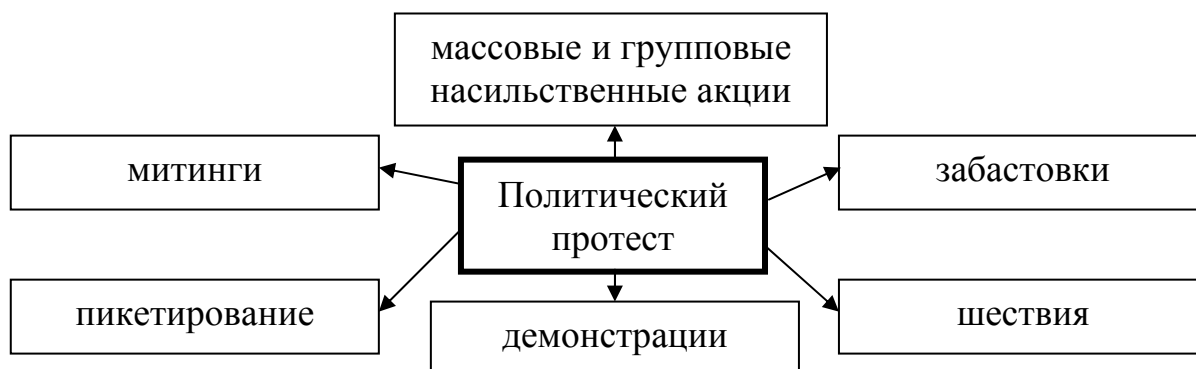 массовые и групповые
насильственные акции
митинги
Политический
протест
забастовки
пикетирование
демонстрации
шествия